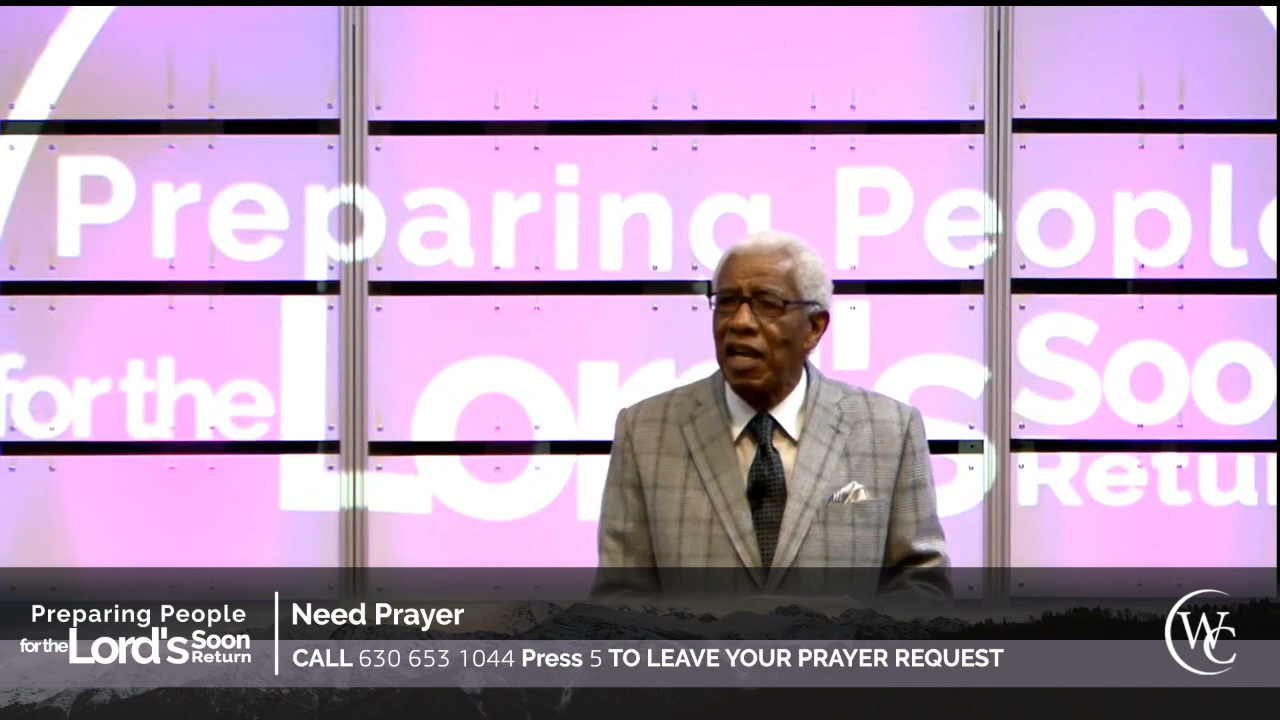 Preparing People
for the Lord's Soon
Return
Preparing People
for the Lord's Soon
Return
Need Prayer
CALL 630 653 1044 Press 5 TO LEAVE YOUR PRAYER REQUEST
WC